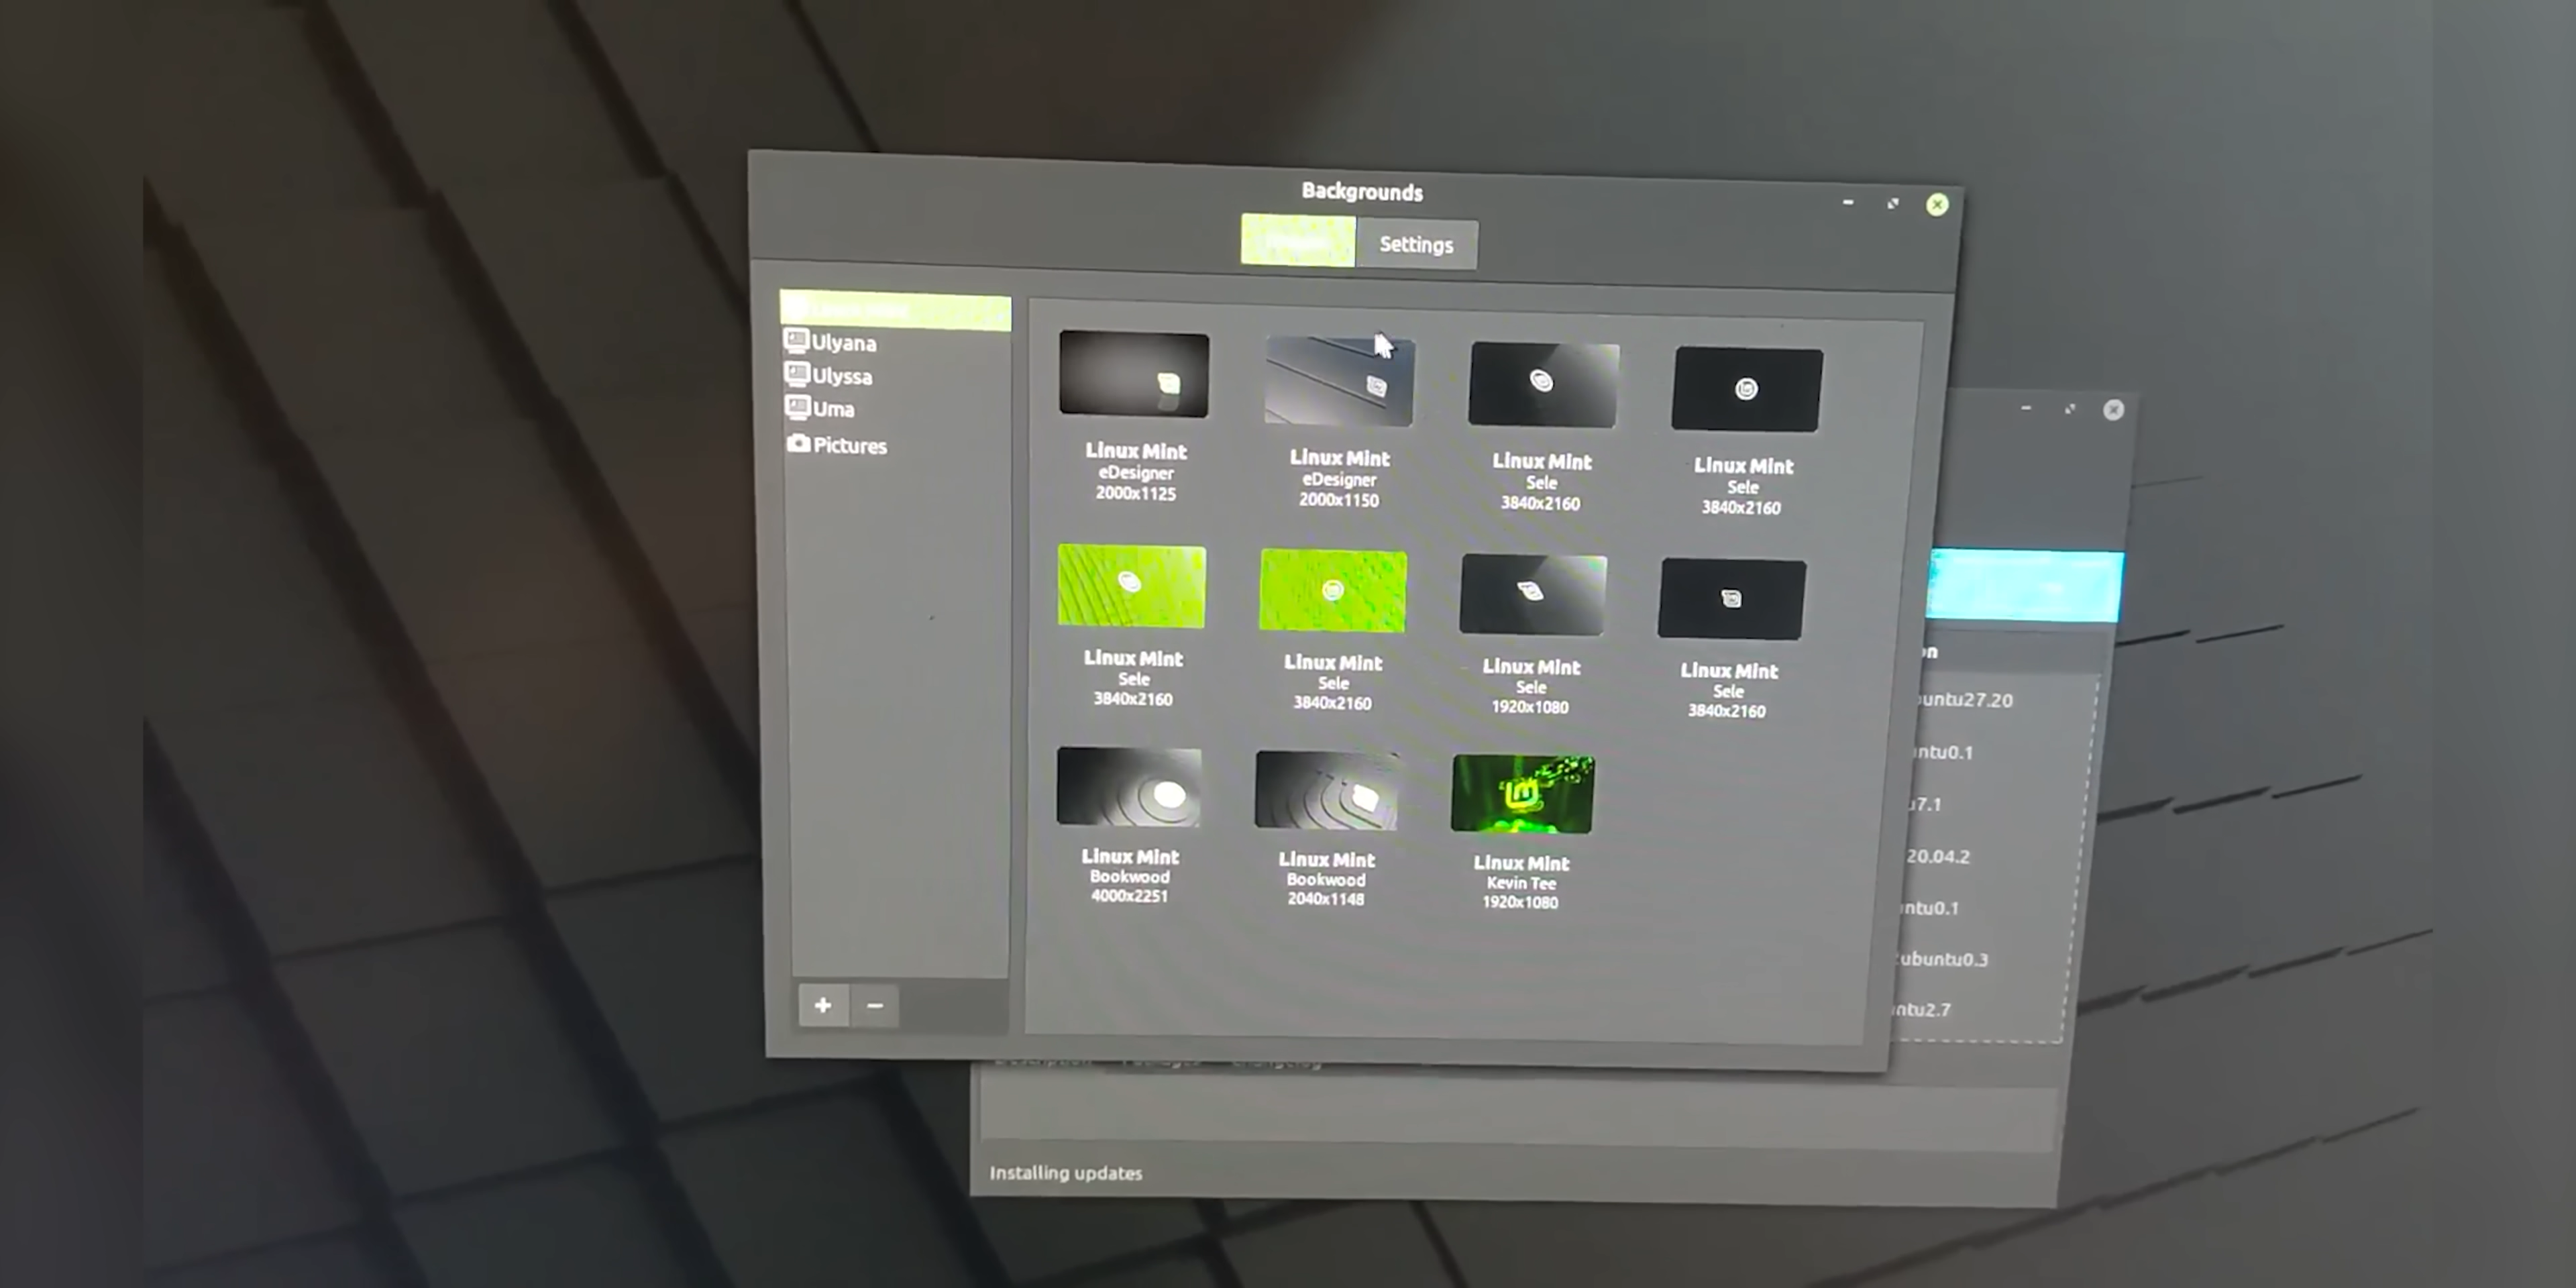 Backgrounds
Settings
Ulyana
Ulyssa
Uma
Pictures
Linux Mint
eDesigner
2000x1125
Linux Mint
eDesigner
2000x1150
Linux Mint
Sele
3840x2160
Linux Mint
Sele
3840x2160
Linux Mint
Sele
3840x2160
Linux Mint
Sele
3840x2160
Linux Mint
Sele
1920x1080
Linux Mint
Sele
3840x2160
Linux Mint
Bookwood
4000x2251
Linux Mint
Bookwood
2040x1148
Linux Mint
Kevin Tee
1920x1080
+ −
on
untu27.20
ntu0.1
7.1
20.04.2
ntu0.1
ubuntu0.3
ntu2.7
Installing updates